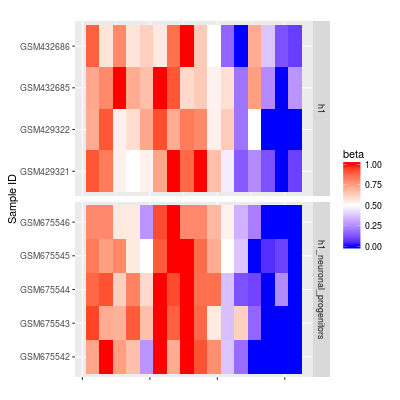 GSM432686
GSM432685
GSM429322
GSM429321
h1
GSM675546
GSM675545
GSM675544
GSM675543
GSM675542
h1_neuronal_progenitors
Sample ID
beta
1.00
0.75
0.50
0.25
0.00